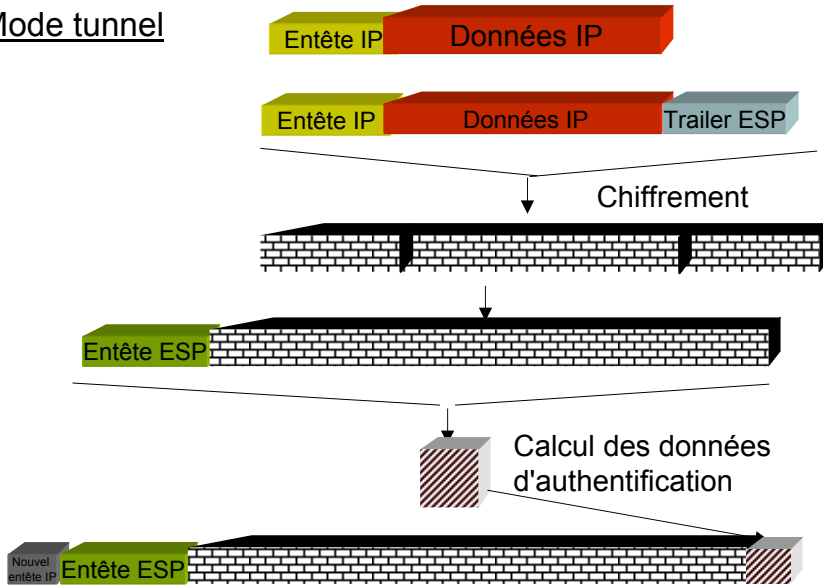 Mode tunnel
Entête IP Données IP
Entête IP Données IP Trailer ESP
Chiffrement
Entête ESP
Calcul des données
d'authentification
Nouvel
entête IP Entête ESP